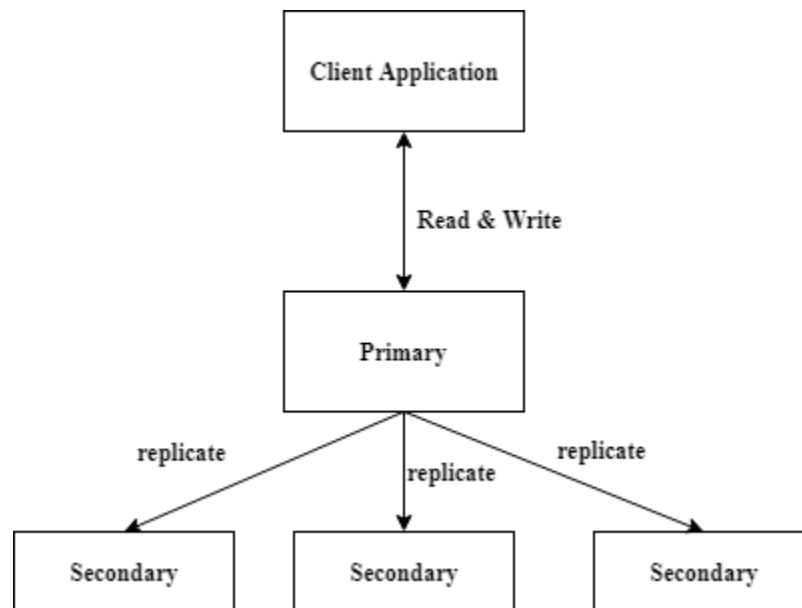 Client Application
Read & Write
Primary
replicate
replicate
replicate
Secondary
Secondary
Secondary